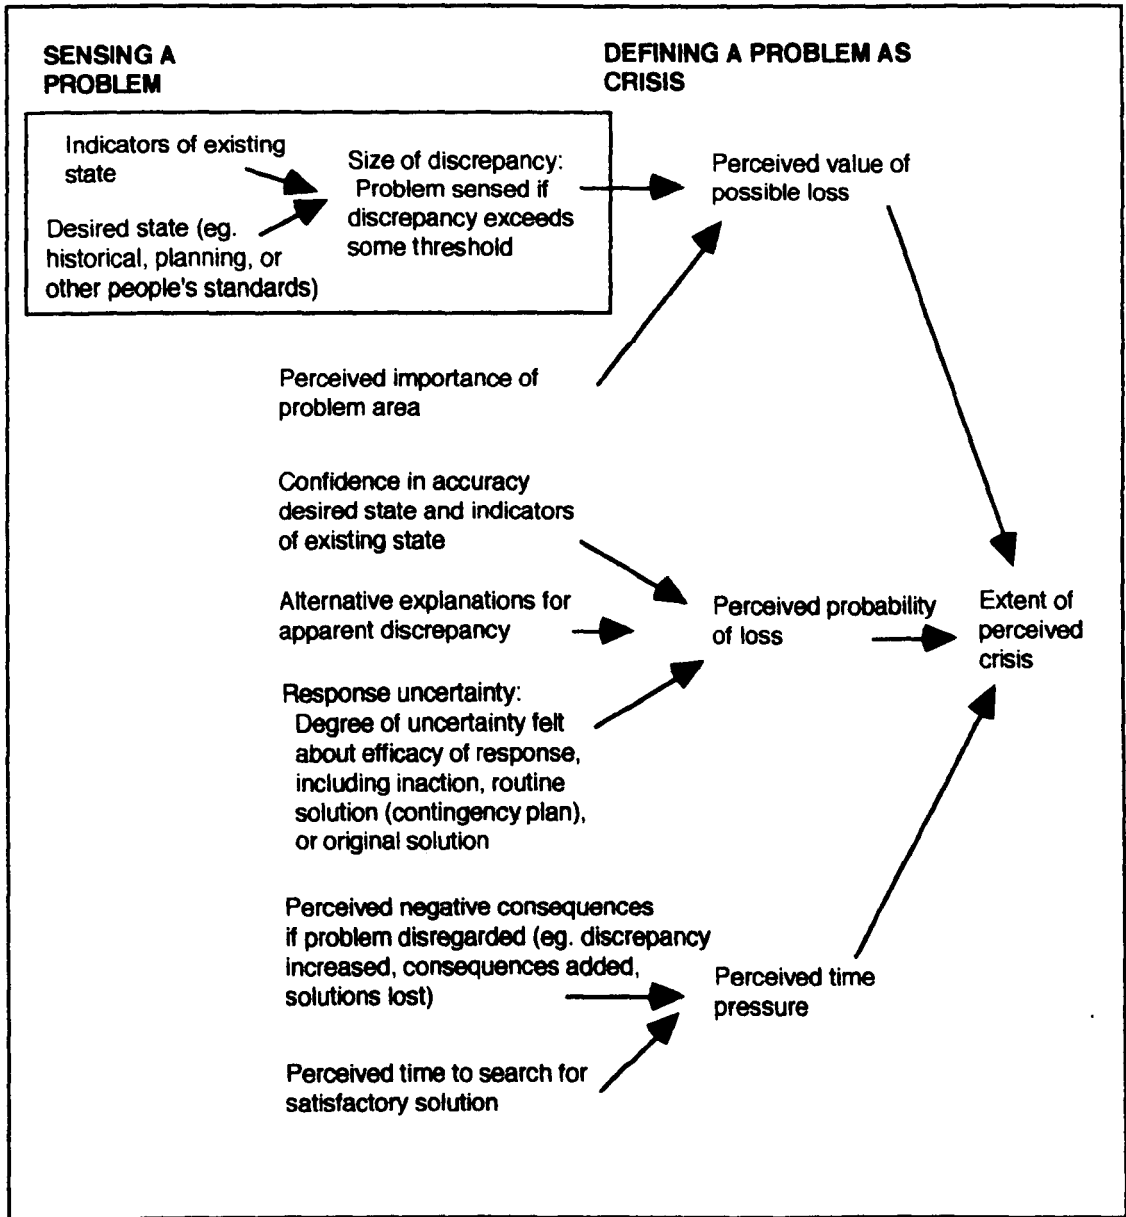 SENSING A
PROBLEM
DEFINING A PROBLEM AS
CRISIS
Indicators of existing
state
Desired state (eg.
historical, planning, or
other people's standards)
Size of discrepancy:
Problem sensed if
discrepancy exceeds
some threshold
Perceived value of
possible loss
Perceived importance of
problem area
Confidence in accuracy
desired state and indicators
of existing state
Alternative explanations for
apparent discrepancy
Response uncertainty:
Degree of uncertainty felt
about efficacy of response,
including inaction, routine
solution (contingency plan),
or original solution
Perceived probability
of loss
Extent of
perceived
crisis
Perceived negative consequences
if problem disregarded (eg. discrepancy
increased, consequences added,
solutions lost)
Perceived time to search for
satisfactory solution
Perceived time
pressure